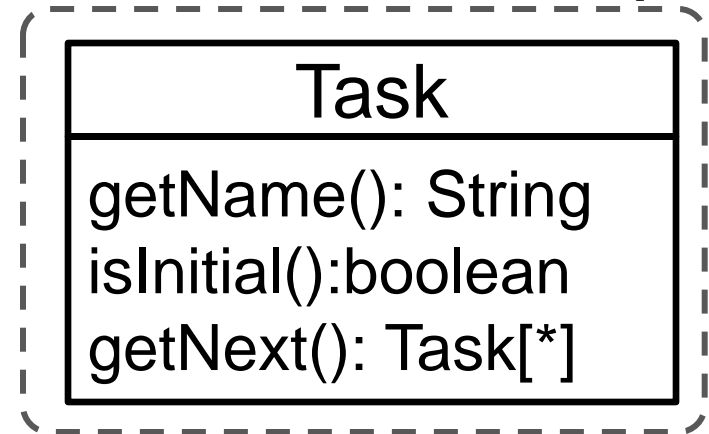 Task
getName(): String
isInitial():boolean
getNext(): Task[*]